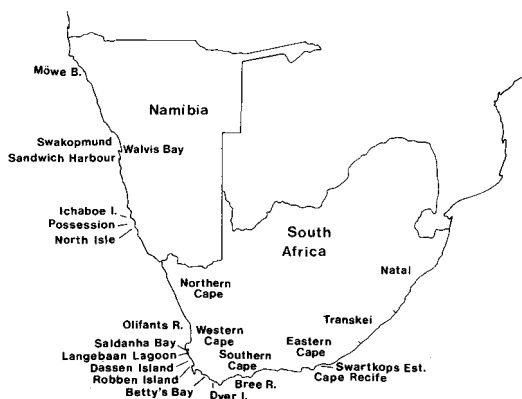 Möwe B.
Namibia
Swakopmund
Walvis Bay
Sandwich Harbour
Ichaboe I.
Possession
North Isle
South
Africa
Natal
Northern
Cape
Transkei
Olifants R.
Western
Cape
Saldanha Bay
Langebaan Lagoon
Dassen Island
Robben Island
Betty's Bay
Southern
Cape
Eastern
Cape
Swartkops Est.
Cape Recife
Bree R.
Dyer I.